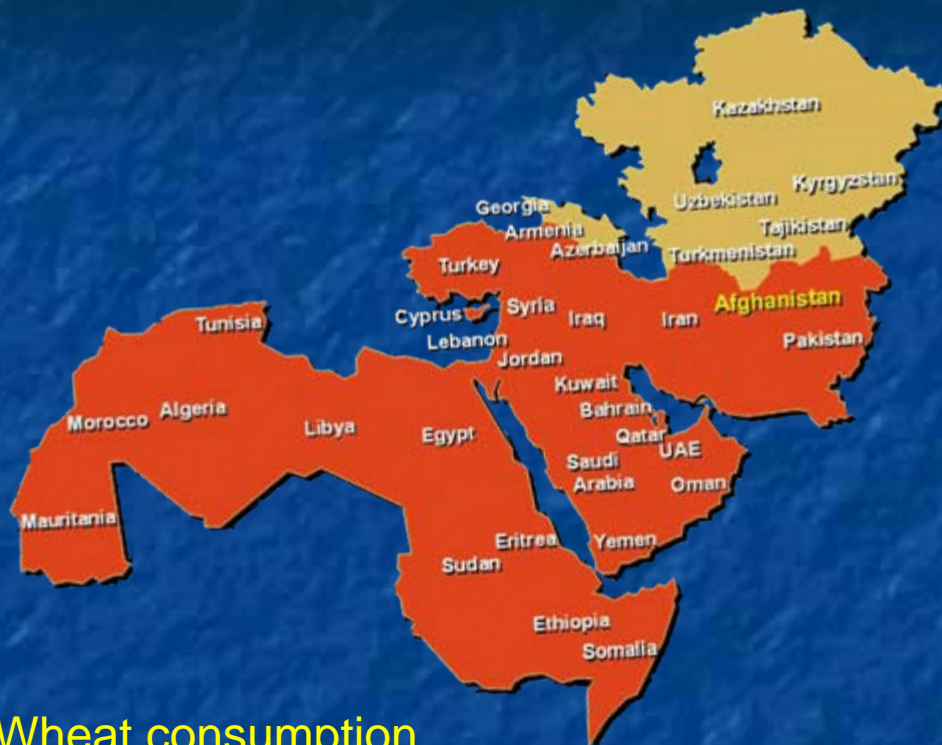 Kazakhstan
Kyrgyzstan
Uzbekistan
Georgia
Tajikistan
Armenia
Azerbaijan
Turkmenistan
Turkey
Afghanistan
Cyprus
Syria
Iraq
Iran
Tunisia
Lebanon
Pakistan
Jordan
Kuwait
Bahrain
Morocco
Algeria
Libya
Egypt
Qatar
UAE
Saudi
Arabia
Oman
Mauritania
Eritrea
Yemen
Sudan
Ethiopia
Somalia
Wheat consumption